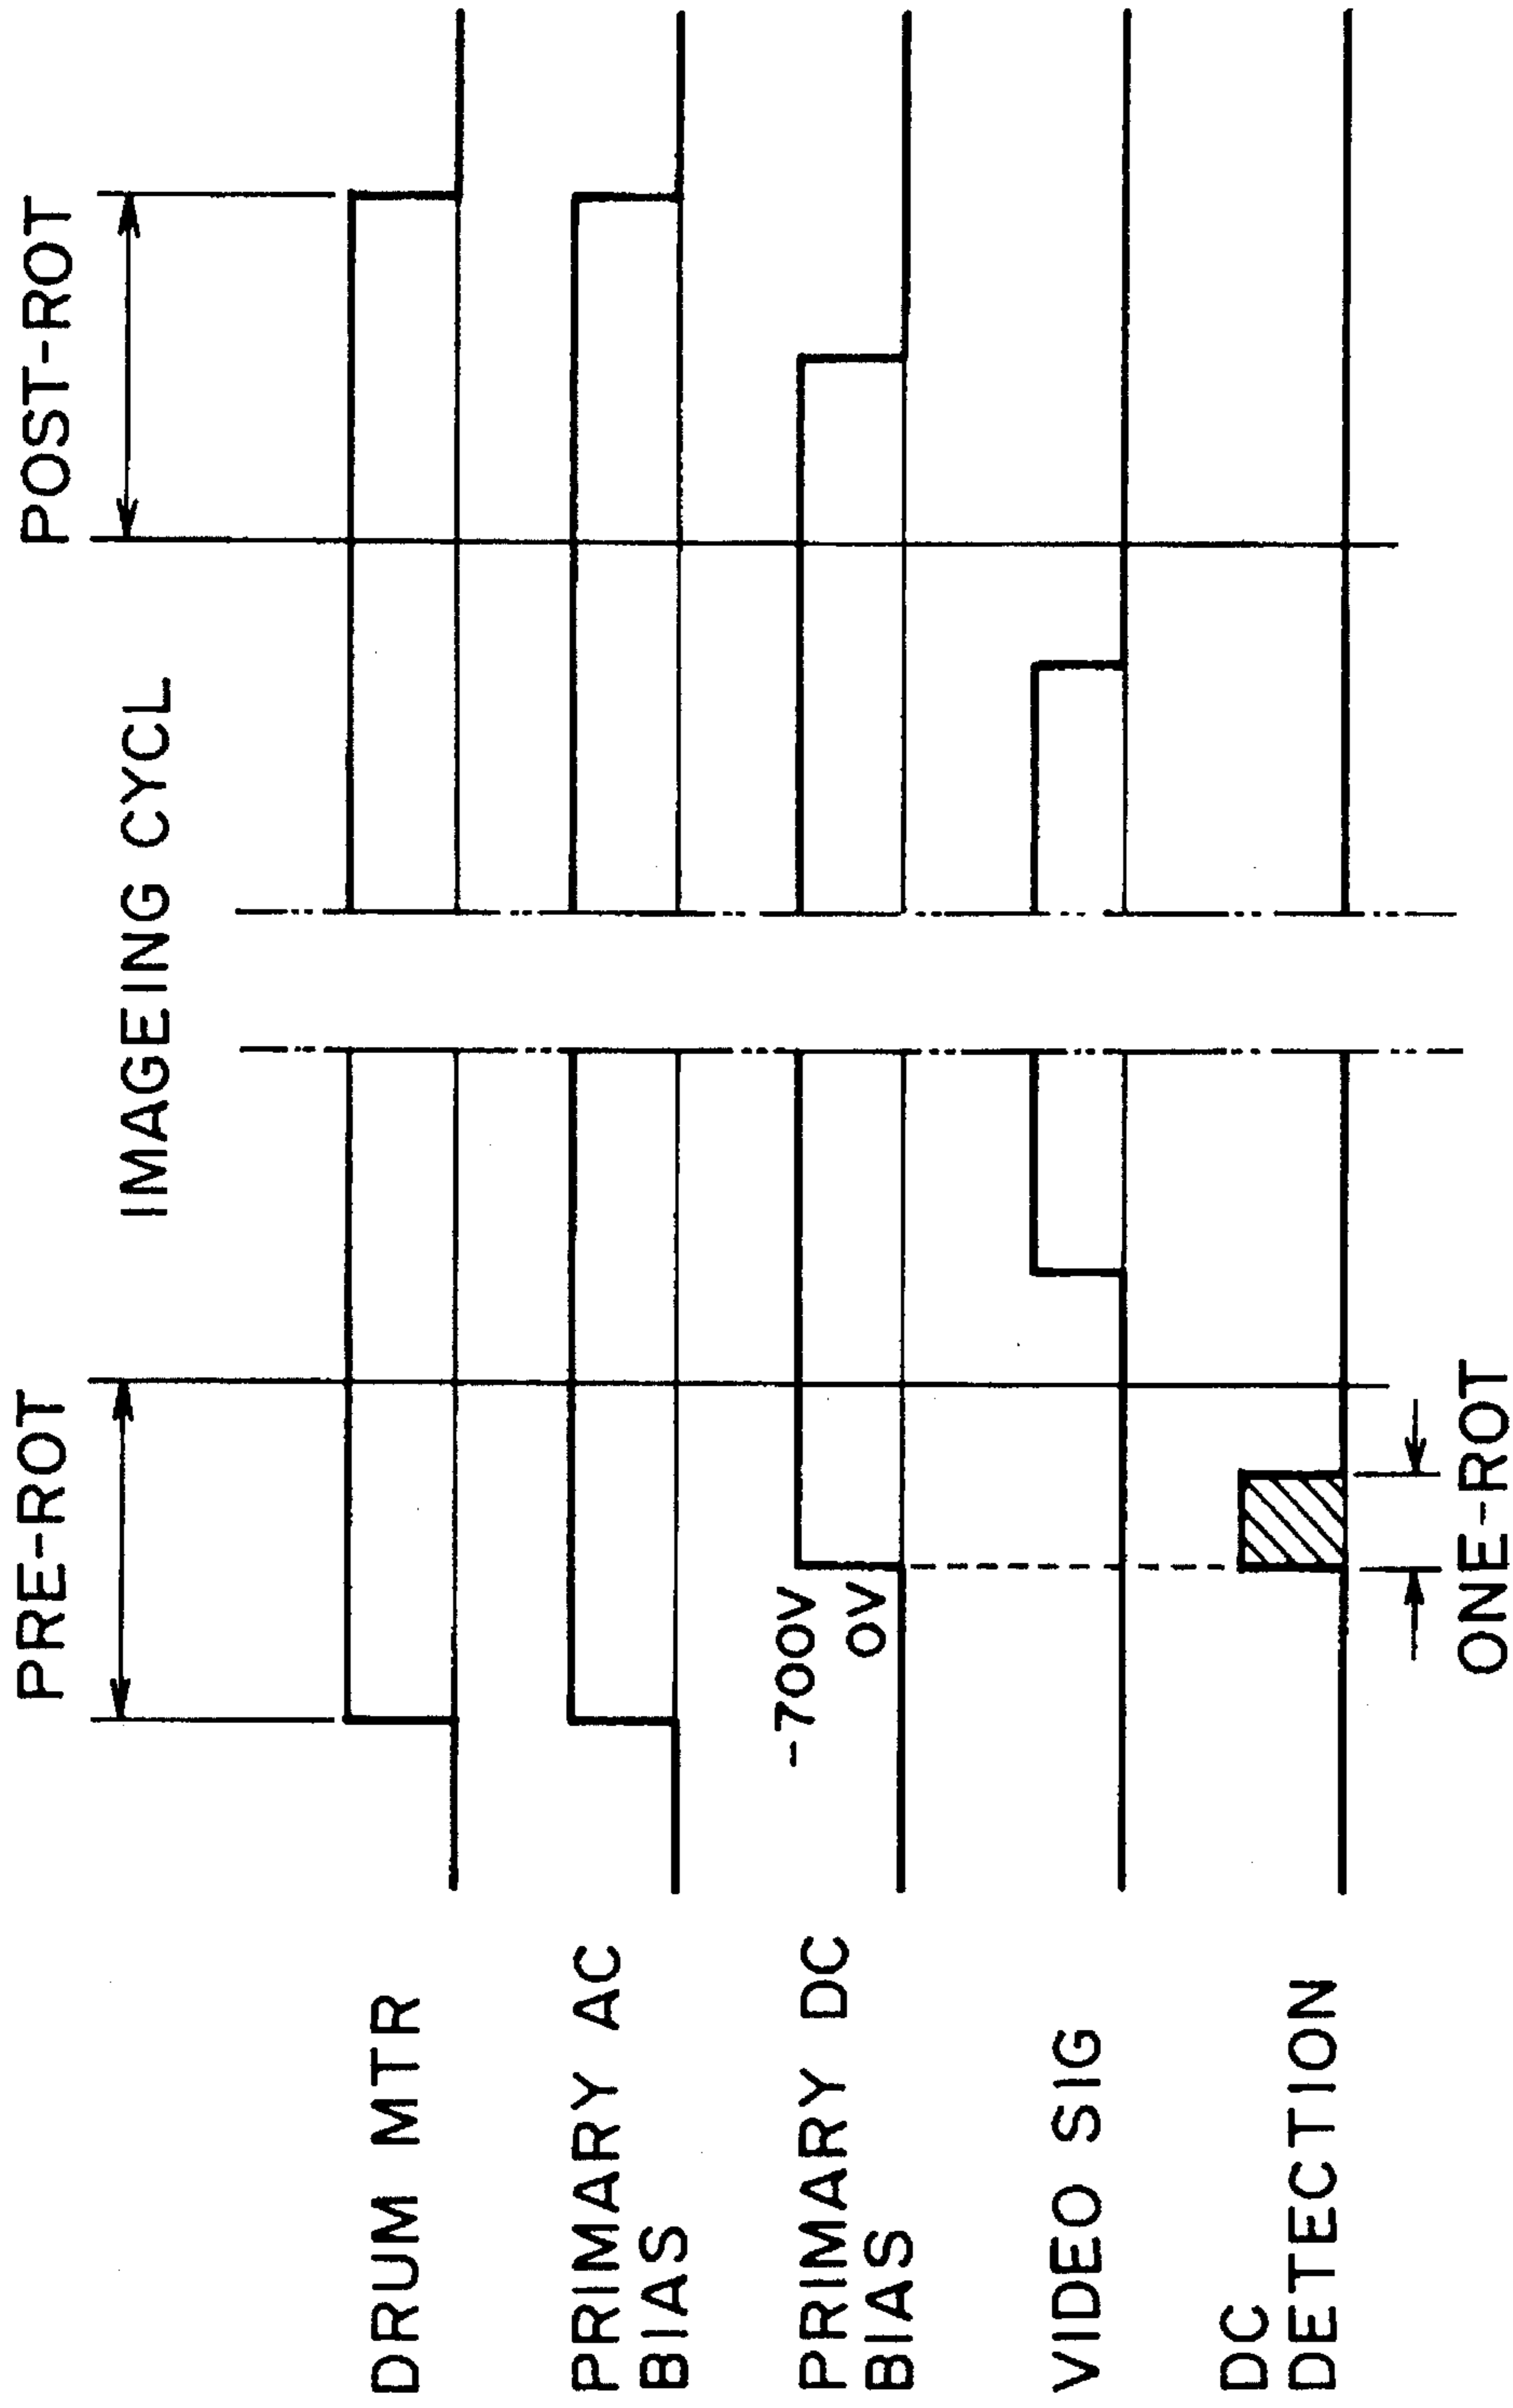 PRE-ROT
IMAGEING CYCL
POST-ROT
DRUM MTR
PRIMARY AC
BIAS
PRIMARY DC
BIAS
-700V
0V
VIDEO SIG
DC
DETECTION
ONE-ROT